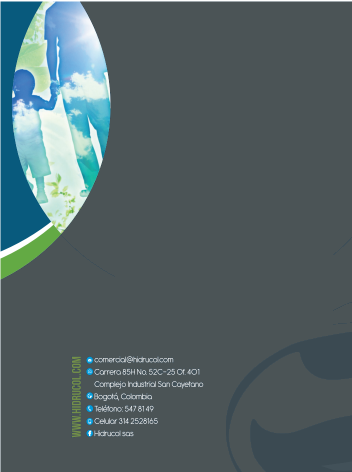 WWW.HIDRUCOL.COM
comercial@hidrucol.com
Carrera 85H No. 52C-25 Of. 401
Complejo Industrial San Cayetano
Bogotá, Colombia
Teléfono: 547 8149
Celular 314 2528165
Hidrucol sas